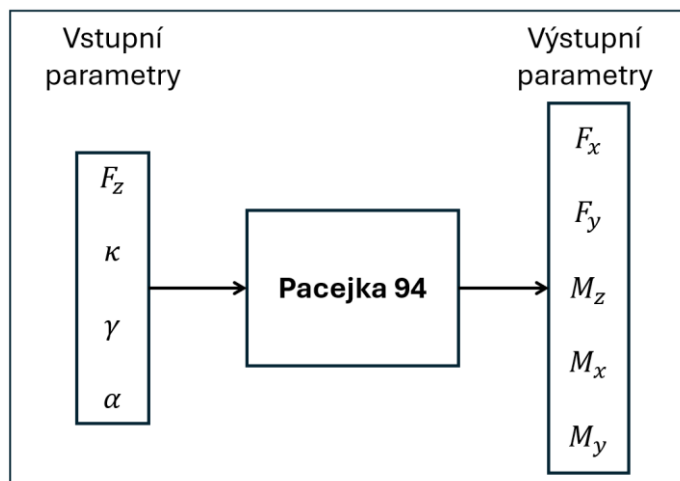 Vstupní
parametry
F_z
κ
γ
α
Pacejka 94
Výstupní
parametry
F_x
F_y
M_z
M_x
M_y